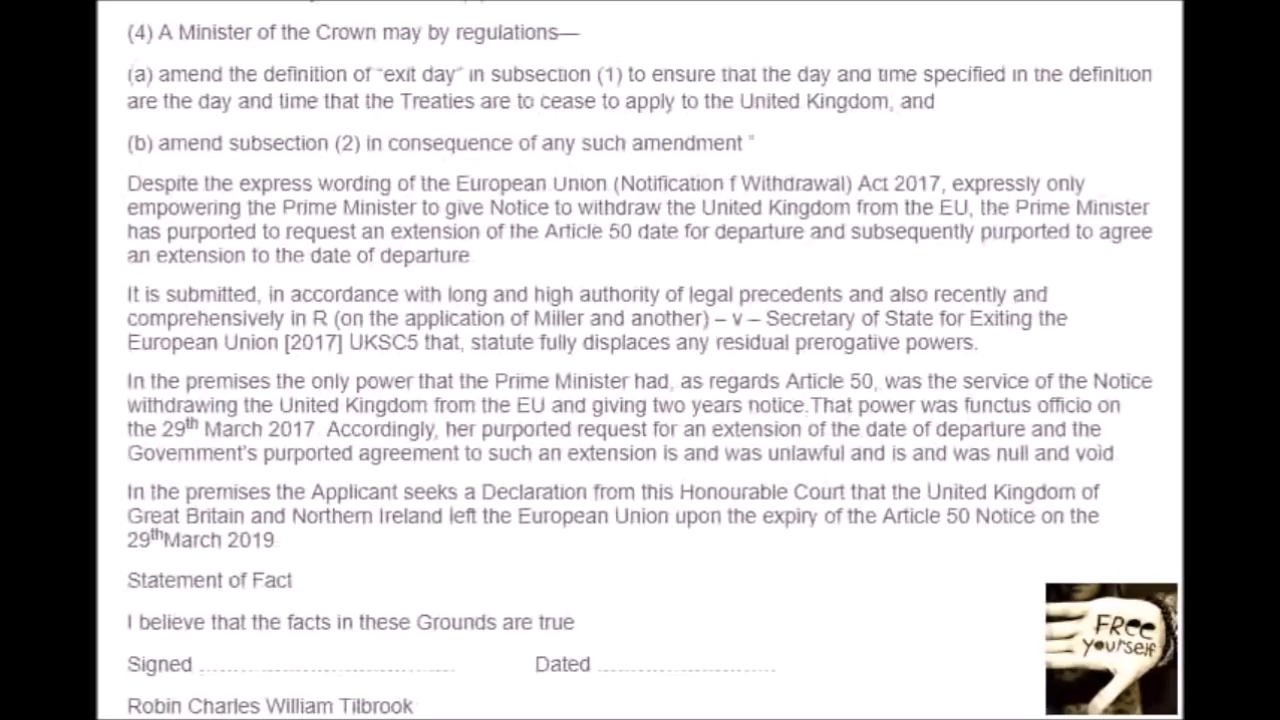 (4) A Minister of the Crown may by regulations—
(a) amend the definition of "exit day" in subsection (1) to ensure that the day and time specified in the definition
are the day and time that the Treaties are to cease to apply to the United Kingdom, and
(b) amend subsection (2) in consequence of any such amendment "
Despite the express wording of the European Union (Notification f Withdrawal) Act 2017, expressly only
empowering the Prime Minister to give Notice to withdraw the United Kingdom from the EU, the Prime Minister
has purported to request an extension of the Article 50 date for departure and subsequently purported to agree
an extension to the date of departure
It is submitted, in accordance with long and high authority of legal precedents and also recently and
comprehensively in R (on the application of Miller and another) – v – Secretary of State for Exiting the
European Union [2017] UKSC5 that, statute fully displaces any residual prerogative powers.
In the premises the only power that the Prime Minister had, as regards Article 50, was the service of the Notice
withdrawing the United Kingdom from the EU and giving two years notice.That power was functus officio on
the 29th March 2017 Accordingly, her purported request for an extension of the date of departure and the
Government's purported agreement to such an extension is and was unlawful and is and was null and void
In the premises the Applicant seeks a Declaration from this Honourable Court that the United Kingdom of
Great Britain and Northern Ireland left the European Union upon the expiry of the Article 50 Notice on the
29thMarch 2019
Statement of Fact
I believe that the facts in these Grounds are true
Signed ........................................ Dated ............................
Robin Charles William Tilbrook
FREE
yourself